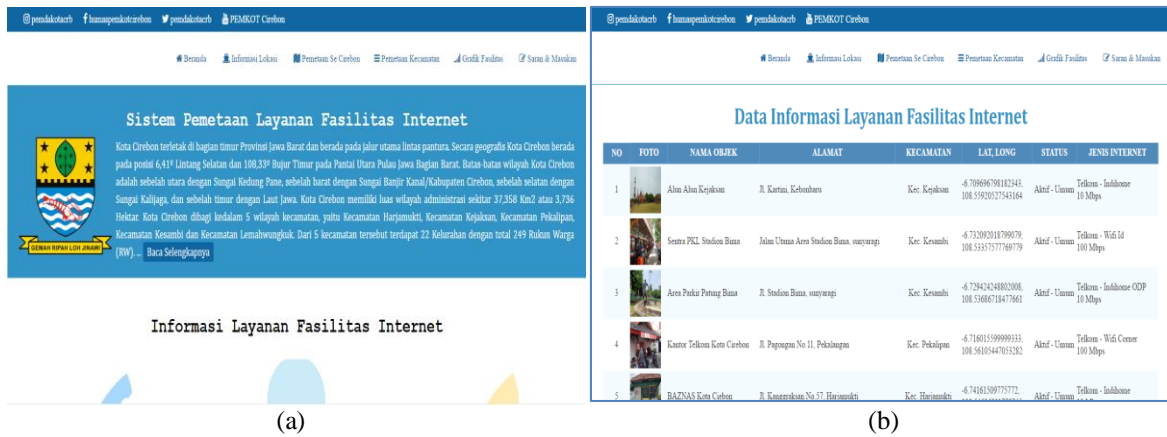 pemdakotacrb humaspemkotcirebon pemdakotacrb PEMKOT Cirebon
Beranda Informasi Lokasi Pemetaan Se Cirebon Pemetaan Kecamatan Grafik Fasilitas Saran & Masukan
Sistem Pemetaan Layanan Fasilitas Internet
Kota Cirebon terletak di bagian timur Provinsi Jawa Barat dan berada pada jalur utama lintas pantura. Secara geografis Kota Cirebon berada
pada posisi 6,41º Lintang Selatan dan 108,33º Bujur Timur pada Pantai Utara Pulau Jawa Bagian Barat. Batas-batas wilayah Kota Cirebon
adalah sebelah utara dengan Sungai Kedung Pane, sebelah barat dengan Sungai Banjir Kanal/Kabupaten Cirebon, sebelah selatan dengan
Sungai Kalijaga, dan sebelah timur dengan Laut Jawa. Kota Cirebon memiliki luas wilayah administrasi sekitar 37,358 Km2 atau 3,736
Hektar. Kota Cirebon dibagi kedalam 5 wilayah kecamatan, yaitu Kecamatan Harjamukti, Kecamatan Kejaksan, Kecamatan Pekalipan,
Kecamatan Kesambi dan Kecamatan Lemahwungkuk. Dari 5 kecamatan tersebut terdapat 22 Kelurahan dengan total 249 Rukun Warga
(RW). ... Baca Selengkapnya
GEMAH RIPAH LOH JINAWI
Informasi Layanan Fasilitas Internet
(a)
pemdakotacrb humaspemkotcirebon pemdakotacrb PEMKOT Cirebon
Beranda Informasi Lokasi Pemetaan Se Cirebon Pemetaan Kecamatan Grafik Fasilitas Saran & Masukan
Data Informasi Layanan Fasilitas Internet
NO FOTO NAMA OBJEK ALAMAT KECAMATAN LAT, LONG STATUS JENIS INTERNET
1 Alun Alun Kejaksan Jl. Kartini, Kebonbaru Kec. Kejaksan -6.709696798182343, 108.55920527543164 Aktif - Umum Telkom - Indihome 10 Mbps
2 Sentra PKL Stadion Bima Jalan Utama Area Stadion Bima, sunyaragi Kec. Kesambi -6.732092018799079, 108.53357577769779 Aktif - Umum Telkom - Wifi Id 100 Mbps
3 Area Parkir Patung Bima Jl. Stadion Bima, sunyaragi Kec. Kesambi -6.729424248802008, 108.53686718477661 Aktif - Umum Telkom - Indihome ODP 10 Mbps
4 Kantor Telkom Kota Cirebon Jl. Pagongan No.11, Pekalangan Kec. Pekalipan -6.716015599999333, 108.56105447053282 Aktif - Umum Telkom - Wifi Corner 100 Mbps
5 BAZNAS Kota Cirebon Jl. Kanggraksan No.57, Harjamukti Kec. Harjamukti -6.74161509775772, Aktif - Umum Telkom - Indihome
(b)